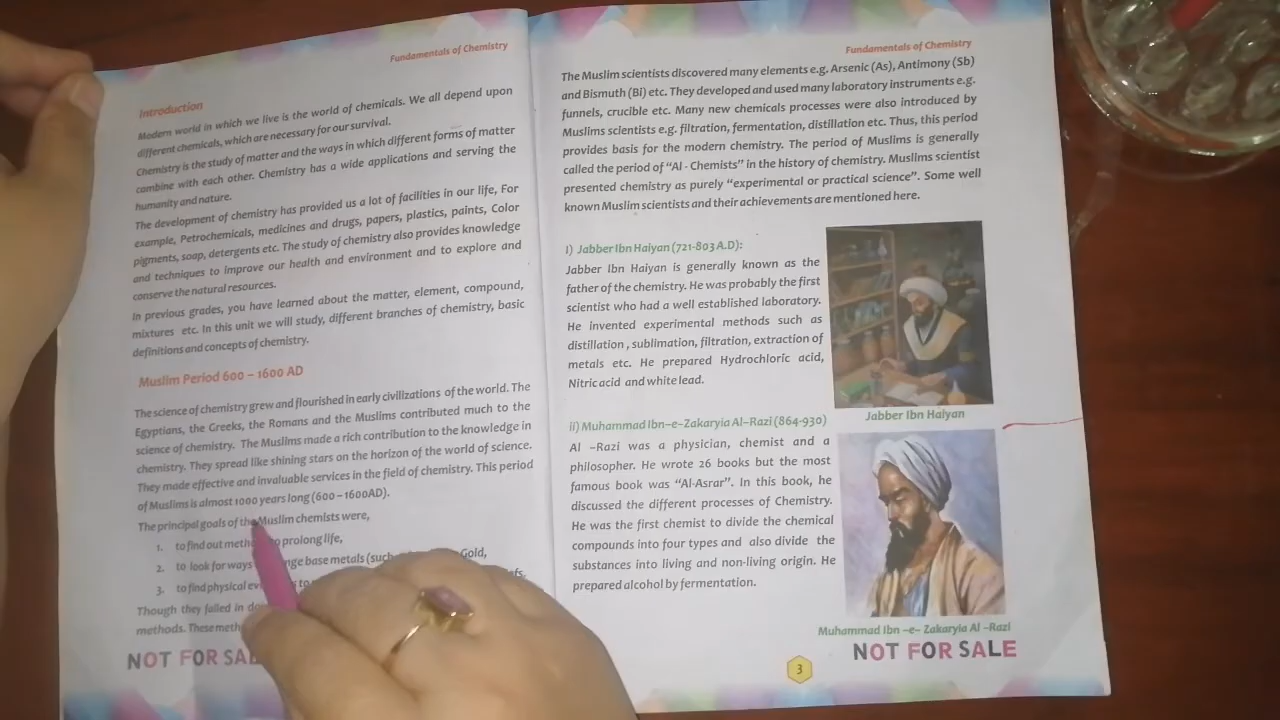 Fundamentals of Chemistry
Introduction
Modern world in which we live is the world of chemicals. We all depend upon
different chemicals, which are necessary for our survival.
Chemistry is the study of matter and the ways in which different forms of matter
combine with each other. Chemistry has a wide applications and serving the
humanity and nature.
The development of chemistry has provided us a lot of facilities in our life, For
example, Petrochemicals, medicines and drugs, papers, plastics, paints, Color
pigments, soap, detergents etc. The study of chemistry also provides knowledge
and techniques to improve our health and environment and to explore and
conserve the natural resources.
In previous grades, you have learned about the matter, element, compound,
mixtures etc. In this unit we will study, different branches of chemistry, basic
definitions and concepts of chemistry.
Muslim Period 600 – 1600 AD
The science of chemistry grew and flourished in early civilizations of the world. The
Egyptians, the Greeks, the Romans and the Muslims contributed much to the
science of chemistry. The Muslims made a rich contribution to the knowledge in
chemistry. They spread like shining stars on the horizon of the world of science.
They made effective and invaluable services in the field of chemistry. This period
of Muslims is almost 1000 years long (600 – 1600AD).
The principal goals of the Muslim chemists were,
1. to find out prolong life,
2. to look for ways base metals (such Gold,
3. to find physical
Though they failed in
methods.
NOT FOR
Fundamentals of Chemistry
The Muslim scientists discovered many elements e.g. Arsenic (As), Antimony (Sb)
and Bismuth (Bi) etc. They developed and used many laboratory instruments e.g.
funnels, crucible etc. Many new chemicals processes were also introduced by
Muslims scientists e.g. filtration, fermentation, distillation etc. Thus, this period
provides basis for the modern chemistry. The period of Muslims is generally
called the period of "Al - Chemists" in the history of chemistry. Muslims scientist
presented chemistry as purely "experimental or practical science". Some well
known Muslim scientists and their achievements are mentioned here.
i) Jabber Ibn Haiyan (721-803 A.D):
Jabber Ibn Haiyan is generally known as the
father of the chemistry. He was probably the first
scientist who had a well established laboratory.
He invented experimental methods such as
distillation , sublimation, filtration, extraction of
metals etc. He prepared Hydrochloric acid,
Nitric acid and white lead.
Jabber Ibn Haiyan
ii) Muhammad Ibn–e–Zakaryia Al–Razi (864-930)
Al –Razi was a physician, chemist and a
philosopher. He wrote 26 books but the most
famous book was "Al-Asrar". In this book, he
discussed the different processes of Chemistry.
He was the first chemist to divide the chemical
compounds into four types and also divide the
substances into living and non-living origin. He
prepared alcohol by fermentation.
Muhammad Ibn –e– Zakaryia Al –Razi
NOT FOR SALE
3